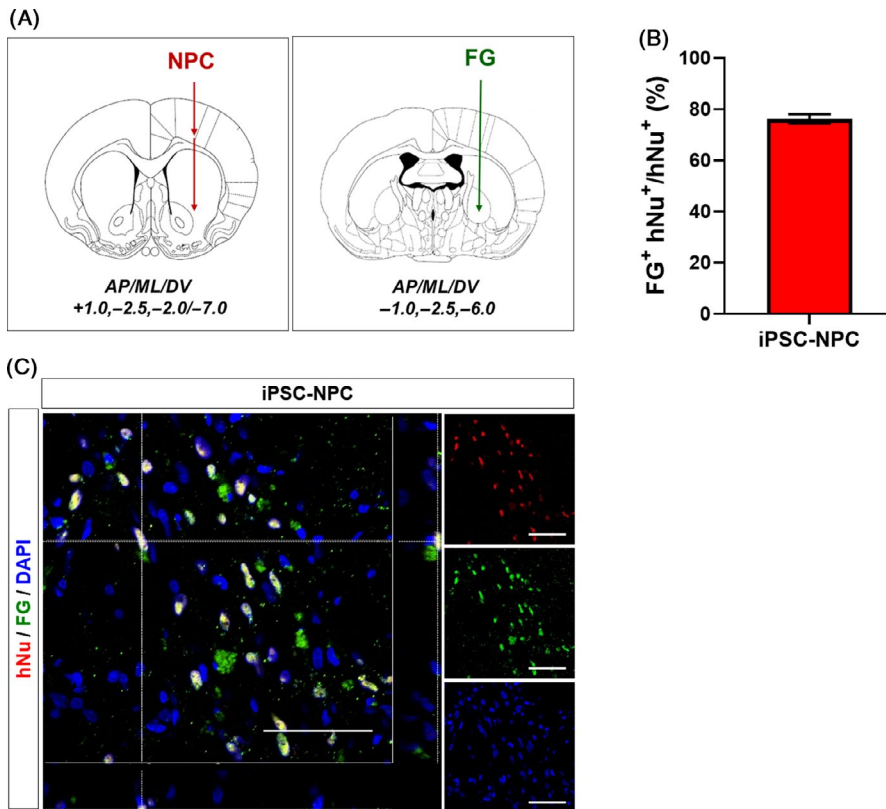 (A)
NPC
AP/ML/DV
+1.0,−2.5,−2.0/−7.0
FG
AP/ML/DV
−1.0,−2.5,−6.0
(B)
FG+ hNu+/hNu+ (%)
100
80
60
40
20
0
iPSC-NPC
(C)
iPSC-NPC
hNu / FG / DAPI